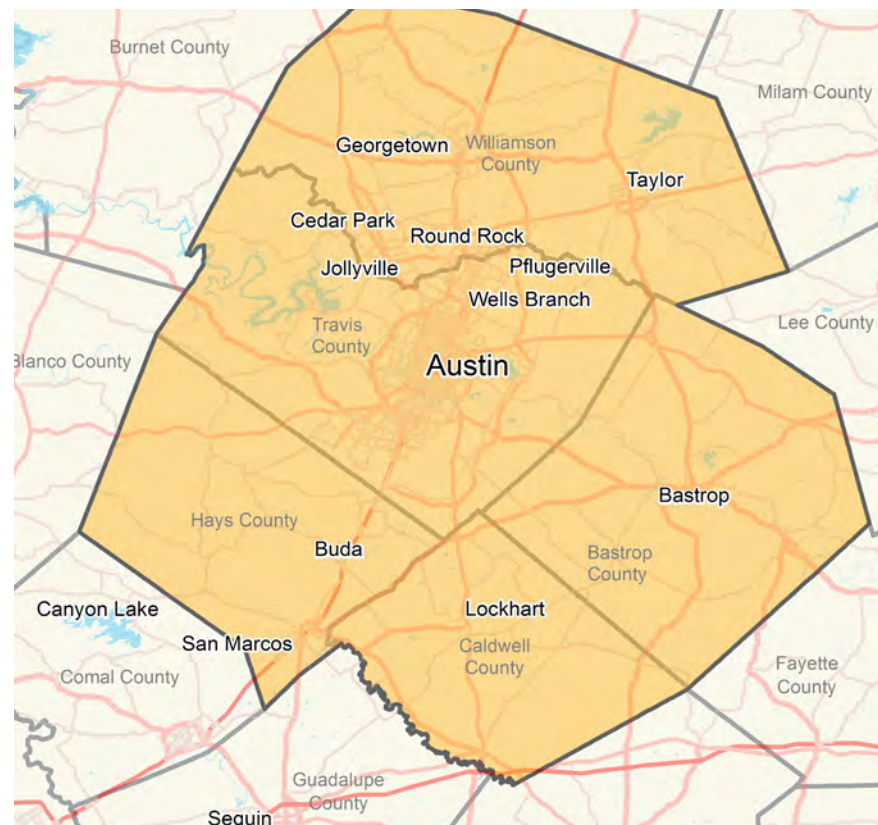 Burnet County
Milam County
Georgetown
Williamson
County
Taylor
Cedar Park
Round Rock
Jollyville
Pflugerville
Wells Branch
Travis
County
Lee County
Blanco County
Austin
Bastrop
Hays County
Buda
Bastrop
County
Canyon Lake
Lockhart
San Marcos
Caldwell
County
Comal County
Fayette
County
Guadalupe
County
Seguin